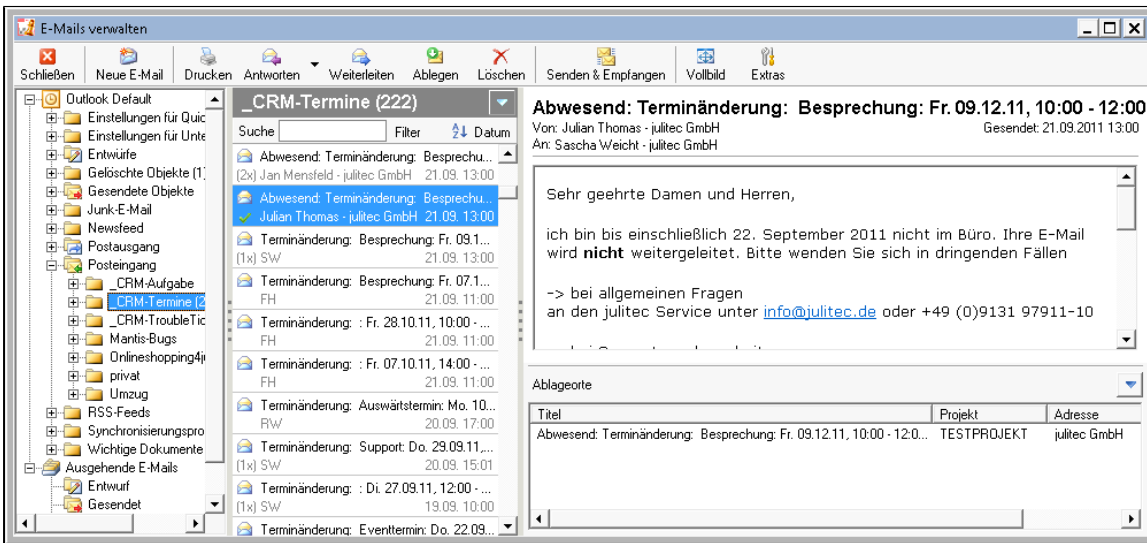 E-Mails verwalten
Schließen Neue E-Mail Drucken Antworten Weiterleiten Ablegen Löschen Senden & Empfangen Vollbild Extras
Outlook Default
Einstellungen für Quic
Einstellungen für Unte
Entwürfe
Gelöschte Objekte (1)
Gesendete Objekte
Junk-E-Mail
Newsfeed
Postausgang
Posteingang
_CRM-Aufgabe
_CRM-Termine (2
_CRM-TroubleTic
Mantis-Bugs
Onlineshopping4ju
privat
Umzug
RSS-Feeds
Synchronisierungspro
Wichtige Dokumente
Ausgehende E-Mails
Entwurf
Gesendet
_CRM-Termine (222)
Suche Filter Datum
Abwesend: Terminänderung: Besprechu...
(2x) Jan Mensfeld - julitec GmbH 21.09. 13:00
Abwesend: Terminänderung: Besprechu...
Julian Thomas - julitec GmbH 21.09. 13:00
Terminänderung: Besprechung: Fr. 09.1...
(1x) SW 21.09. 13:00
Terminänderung: Besprechung: Fr. 07.1...
FH 21.09. 11:00
Terminänderung: : Fr. 28.10.11, 10:00 - ...
FH 21.09. 11:00
Terminänderung: : Fr. 07.10.11, 14:00 - ...
FH 21.09. 11:00
Terminänderung: Auswärtstermin: Mo. 10...
RW 20.09. 17:00
Terminänderung: Support: Do. 29.09.11,...
(1x) SW 20.09. 15:01
Terminänderung: : Di. 27.09.11, 12:00 - ...
(1x) SW 19.09. 10:00
Terminänderung: Eventtermin: Do. 22.09...
Abwesend: Terminänderung: Besprechung: Fr. 09.12.11, 10:00 - 12:00
Von: Julian Thomas - julitec GmbH Gesendet: 21.09.2011 13:00
An: Sascha Weicht - julitec GmbH
Sehr geehrte Damen und Herren,
ich bin bis einschließlich 22. September 2011 nicht im Büro. Ihre E-Mail
wird nicht weitergeleitet. Bitte wenden Sie sich in dringenden Fällen
-> bei allgemeinen Fragen
an den julitec Service unter info@julitec.de oder +49 (0)9131 97911-10
Ablageorte
Titel Projekt Adresse
Abwesend: Terminänderung: Besprechung: Fr. 09.12.11, 10:00 - 12:0... TESTPROJEKT julitec GmbH